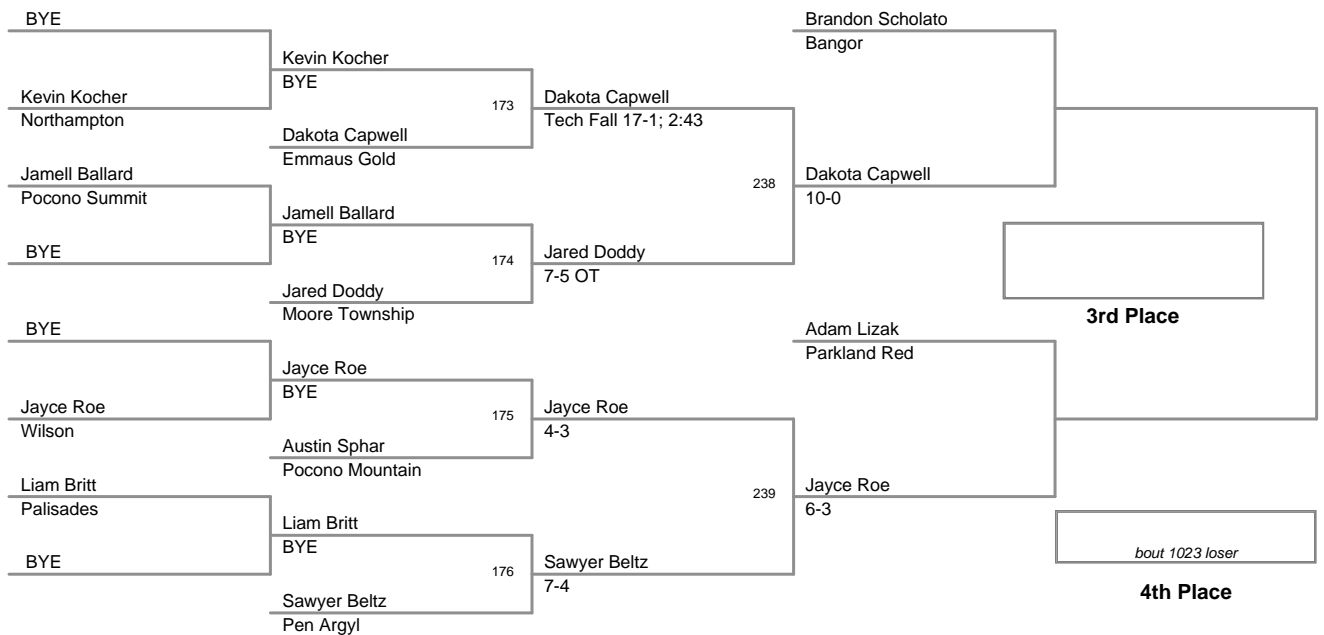 BYE
Kevin Kocher
Northampton
Jamell Ballard
Pocono Summit
BYE
BYE
Jayce Roe
Wilson
Liam Britt
Palisades
BYE
Kevin Kocher
BYE
173
Dakota Capwell
Emmaus Gold
Jamell Ballard
BYE
174
Jared Doddy
Moore Township
Jayce Roe
BYE
175
Austin Sphar
Pocono Mountain
Liam Britt
BYE
176
Sawyer Beltz
Pen Argyl
Dakota Capwell
Tech Fall 17-1; 2:43
238
Jared Doddy
7-5 OT
Jayce Roe
4-3
239
Sawyer Beltz
7-4
Brandon Scholato
Bangor
Dakota Capwell
10-0
Adam Lizak
Parkland Red
Jayce Roe
6-3
3rd Place
bout 1023 loser
4th Place